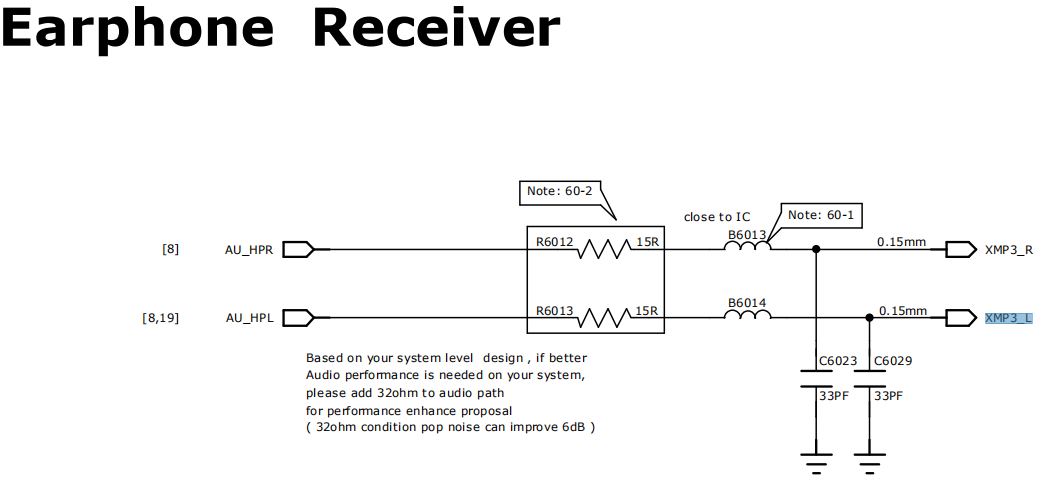 Earphone Receiver
Note: 60-2
close to IC
Note: 60-1
[8] AU_HPR R6012 15R B6013 0.15mm XMP3_R
[8,19] AU_HPL R6013 15R B6014 0.15mm XMP3_L
Based on your system level design , if better
Audio performance is needed on your system,
please add 32ohm to audio path
for performance enhance proposal
( 32ohm condition pop noise can improve 6dB )
C6023 C6029
33PF 33PF